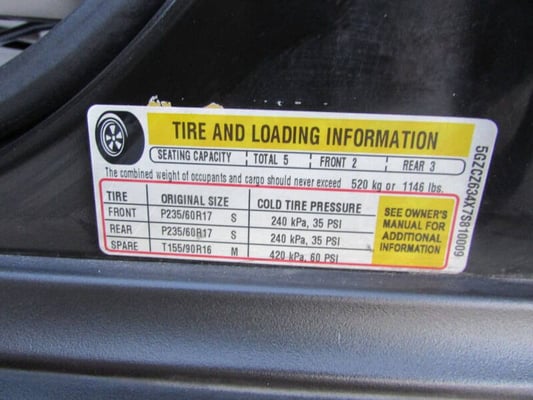 TIRE AND LOADING INFORMATION
SEATING CAPACITY TOTAL 5 FRONT 2 REAR 3
The combined weight of occupants and cargo should never exceed 520 kg or 1146 lbs.
TIRE ORIGINAL SIZE COLD TIRE PRESSURE
FRONT P235/60R17 S 240 kPa, 35 PSI
REAR P235/60R17 S 240 kPa, 35 PSI
SPARE T155/90R16 M 420 kPa, 60 PSI
SEE OWNER'S
MANUAL FOR
ADDITIONAL
INFORMATION
5GZCZ634X7S810009